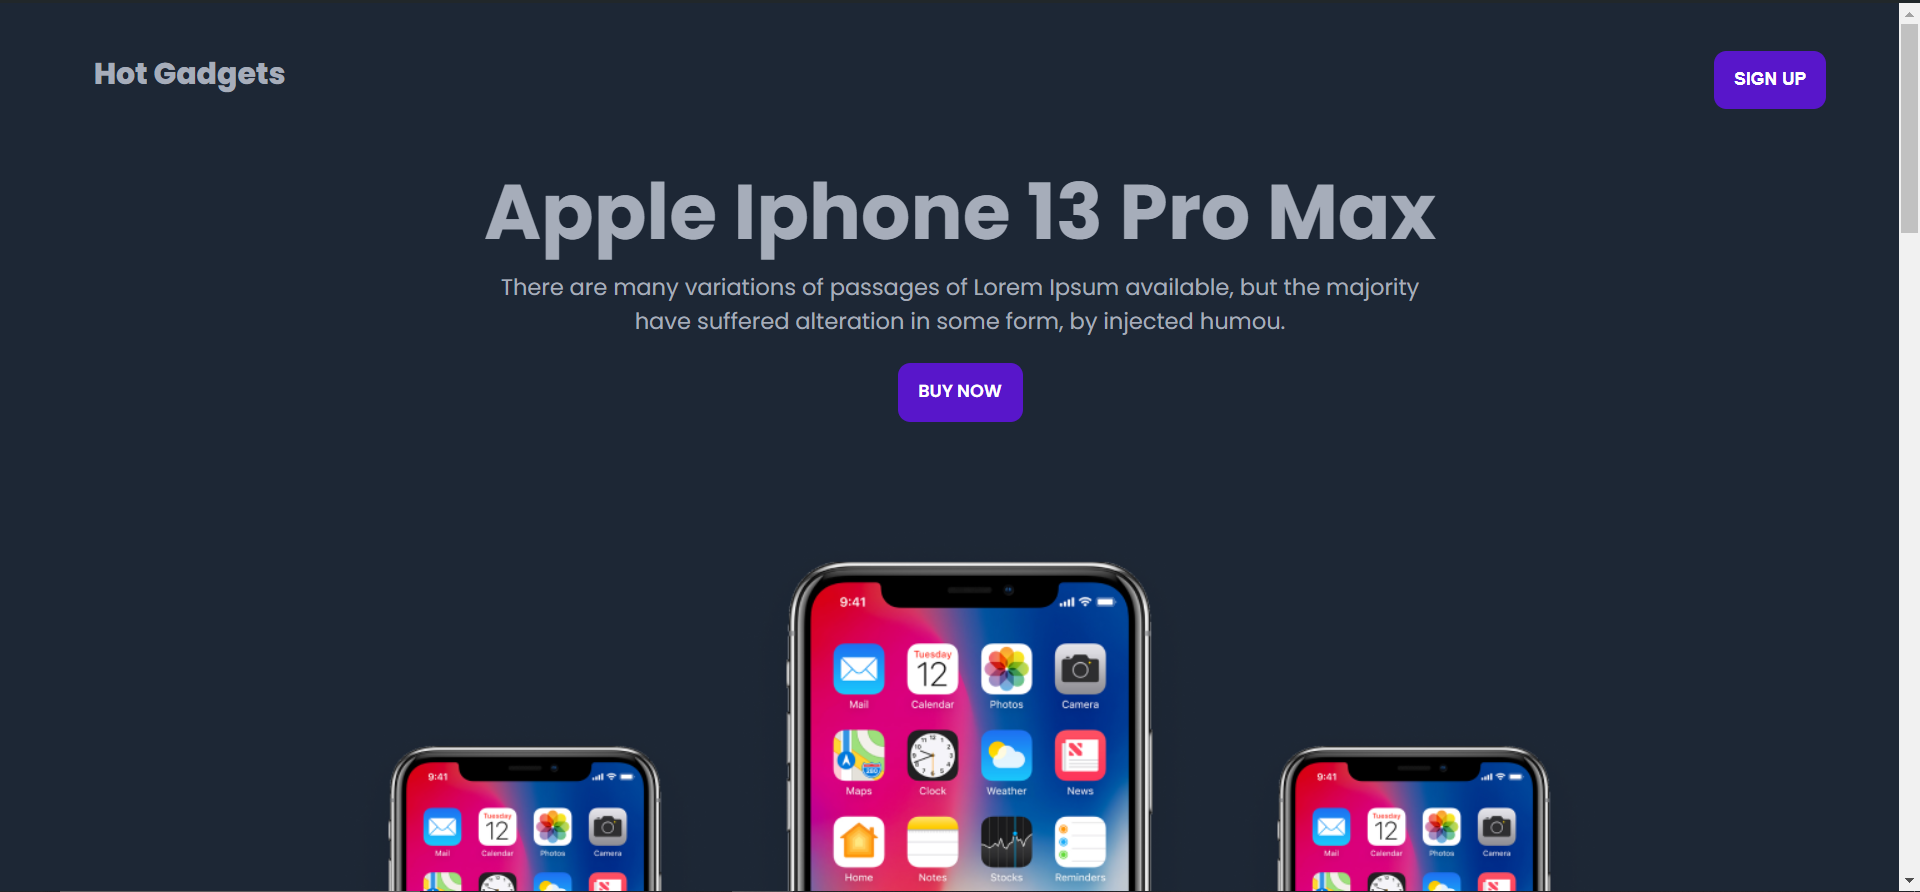 Hot Gadgets
SIGN UP
Apple Iphone 13 Pro Max
There are many variations of passages of Lorem Ipsum available, but the majority
have suffered alteration in some form, by injected humou.
BUY NOW
9:41
Tuesday
12
Mail Calendar Photos Camera
280
Maps Clock Weather News
Home Notes Stocks Reminders
9:41
Tuesday
12
Mail Calendar Photos Camera
9:41
Tuesday
12
Mail Calendar Photos Camera